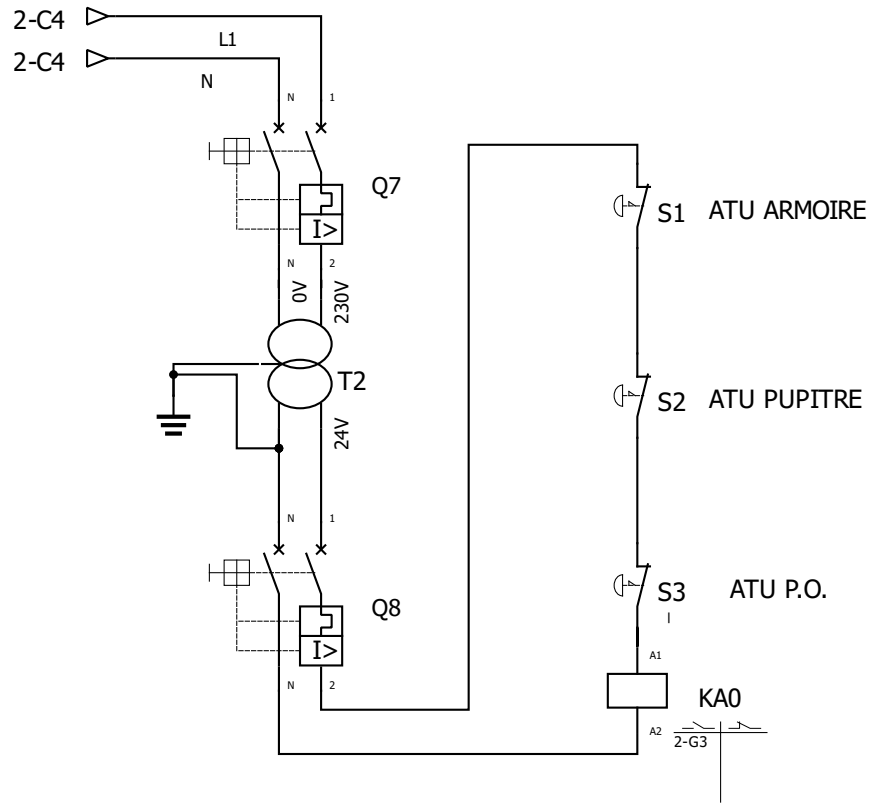 2-C4
L1
2-C4
N
N 1
Q7
I>
S1 ATU ARMOIRE
N 2
0V
230V
T2
24V
S2 ATU PUPITRE
N 1
Q8
I>
S3 ATU P.O.
N 2
A1
KA0
A2
2-G3